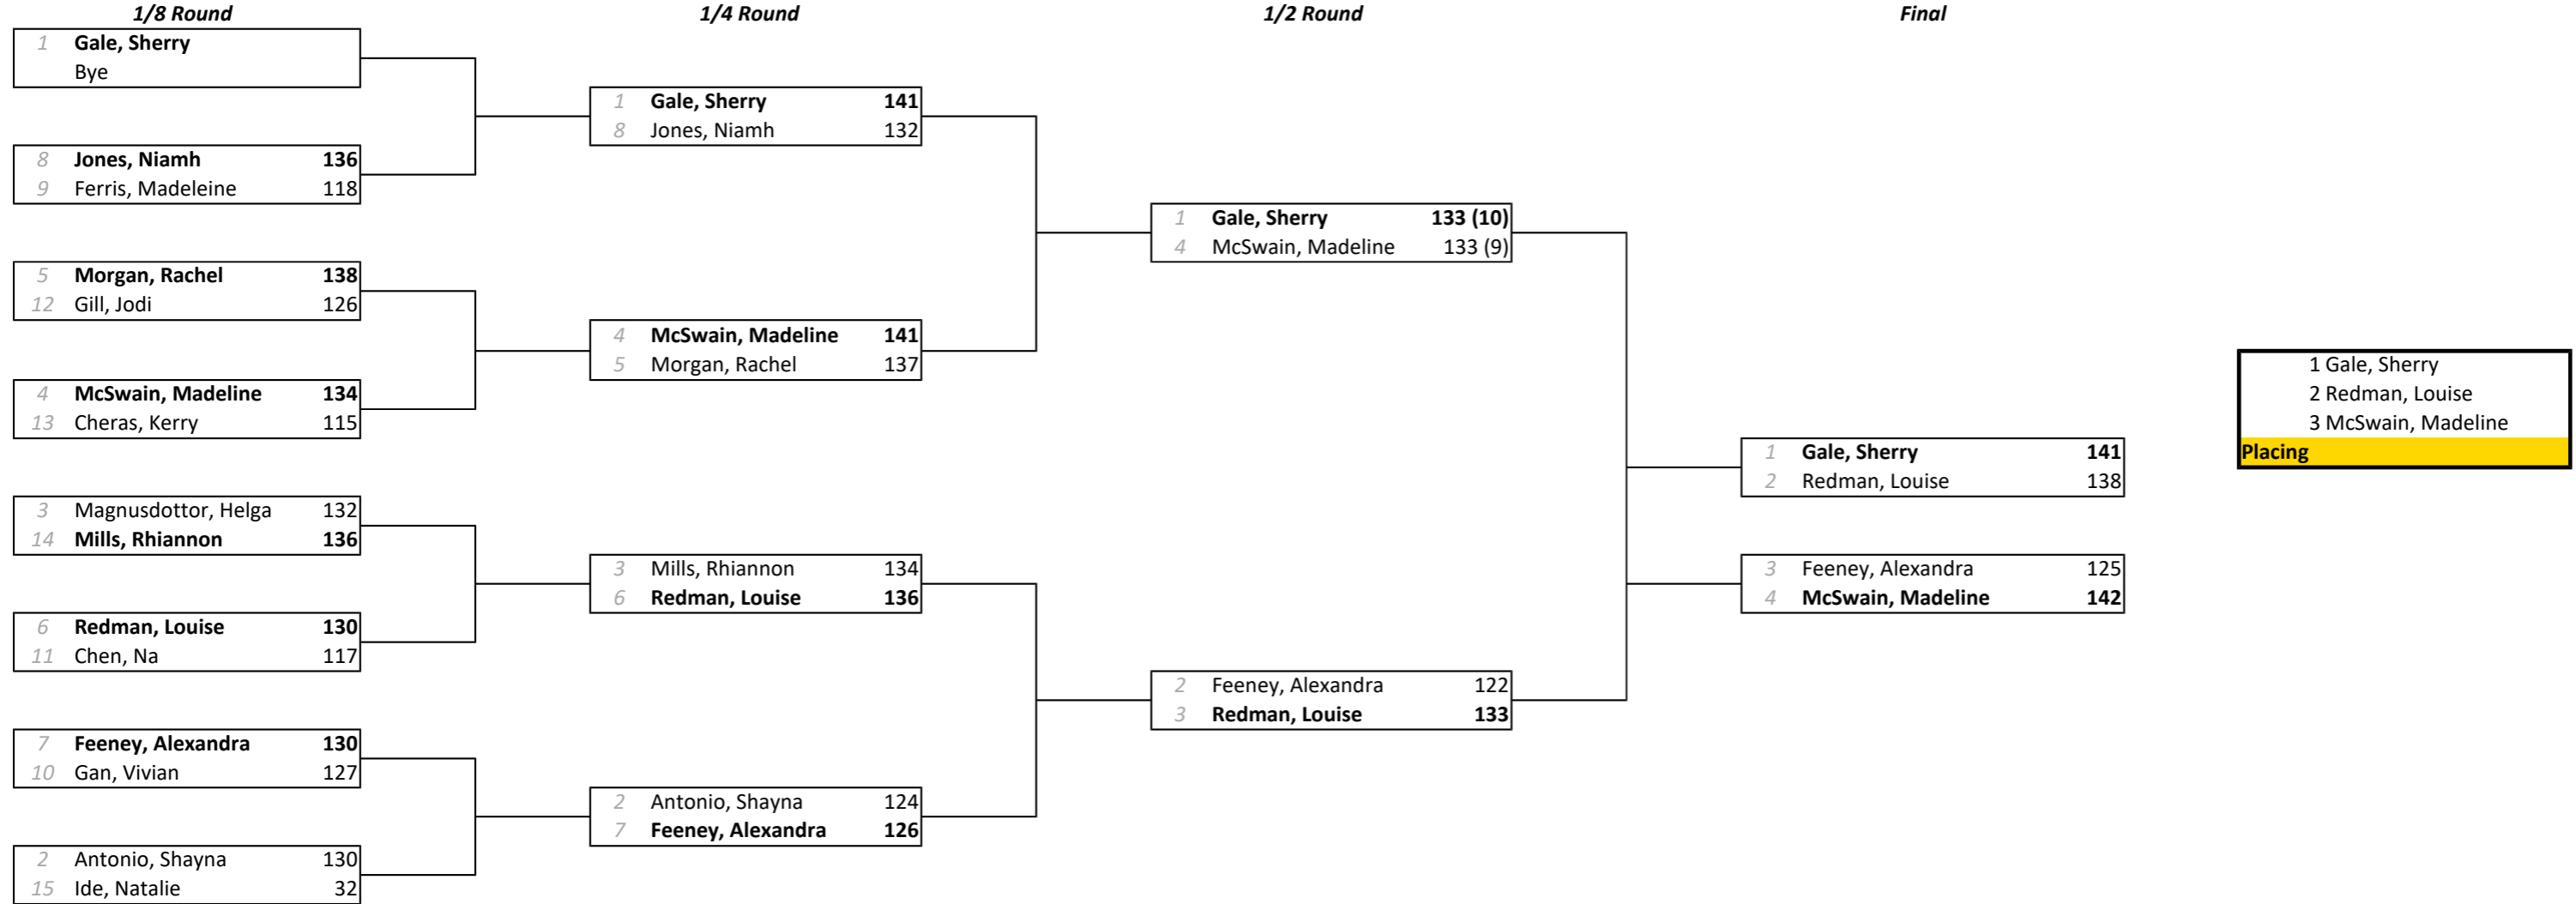 1/8 Round
1/4 Round
1/2 Round
Final
1 Gale, Sherry
Bye
8 Jones, Niamh 136
9 Ferris, Madeleine 118
5 Morgan, Rachel 138
12 Gill, Jodi 126
4 McSwain, Madeline 134
13 Cheras, Kerry 115
3 Magnusdottor, Helga 132
14 Mills, Rhiannon 136
6 Redman, Louise 130
11 Chen, Na 117
7 Feeney, Alexandra 130
10 Gan, Vivian 127
2 Antonio, Shayna 130
15 Ide, Natalie 32
1 Gale, Sherry 141
8 Jones, Niamh 132
4 McSwain, Madeline 141
5 Morgan, Rachel 137
3 Mills, Rhiannon 134
6 Redman, Louise 136
2 Antonio, Shayna 124
7 Feeney, Alexandra 126
1 Gale, Sherry 133 (10)
4 McSwain, Madeline 133 (9)
2 Feeney, Alexandra 122
3 Redman, Louise 133
1 Gale, Sherry 141
2 Redman, Louise 138
3 Feeney, Alexandra 125
4 McSwain, Madeline 142
1 Gale, Sherry
2 Redman, Louise
3 McSwain, Madeline
Placing